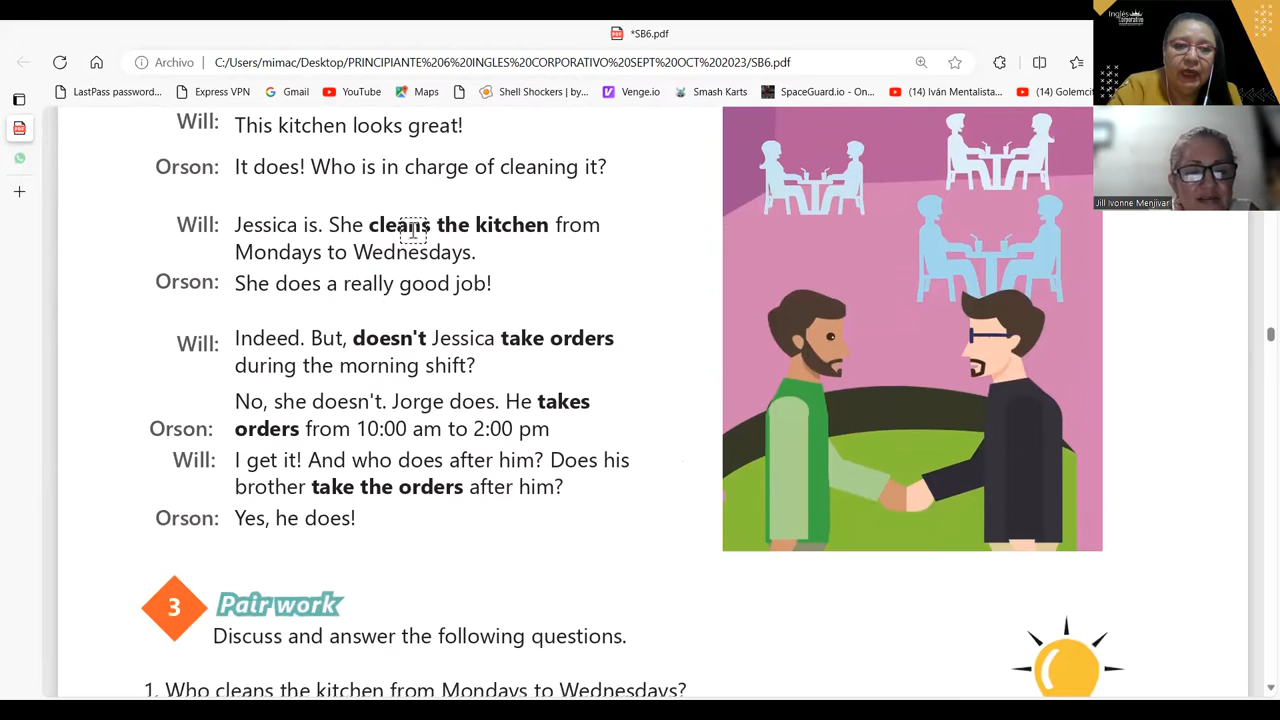 *SB6.pdf
Archivo
C:/Users/mimac/Desktop/PRINCIPIANTE%206%20INGLES%20CORPORATIVO%20SEPT%20OCT%202023/SB6.pdf
LastPass password...
Express VPN
Gmail
YouTube
Maps
Shell Shockers | by...
Venge.io
Smash Karts
SpaceGuard.io - On...
(14) Iván Mentalista...
(14) Golemcit
Inglés
Corporativo
Jill Ivonne Menjivar
Will: This kitchen looks great!
Orson: It does! Who is in charge of cleaning it?
Will: Jessica is. She cleans the kitchen from
Mondays to Wednesdays.
Orson: She does a really good job!
Will: Indeed. But, doesn't Jessica take orders
during the morning shift?
No, she doesn't. Jorge does. He takes
Orson: orders from 10:00 am to 2:00 pm
Will: I get it! And who does after him? Does his
brother take the orders after him?
Orson: Yes, he does!
3 Pair work
Discuss and answer the following questions.
1. Who cleans the kitchen from Mondays to Wednesdays?